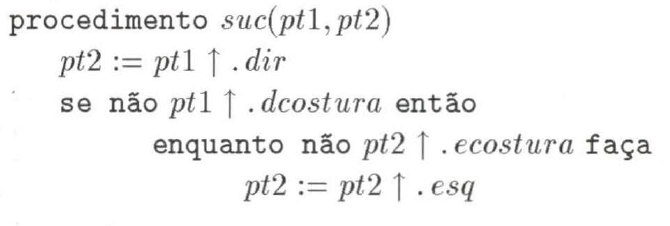 procedimento suc(pt1, pt2)
pt2 := pt1 ↑ .dir
se não pt1 ↑ .dcostura então
enquanto não pt2 ↑ .ecostura faça
pt2 := pt2 ↑ .esq